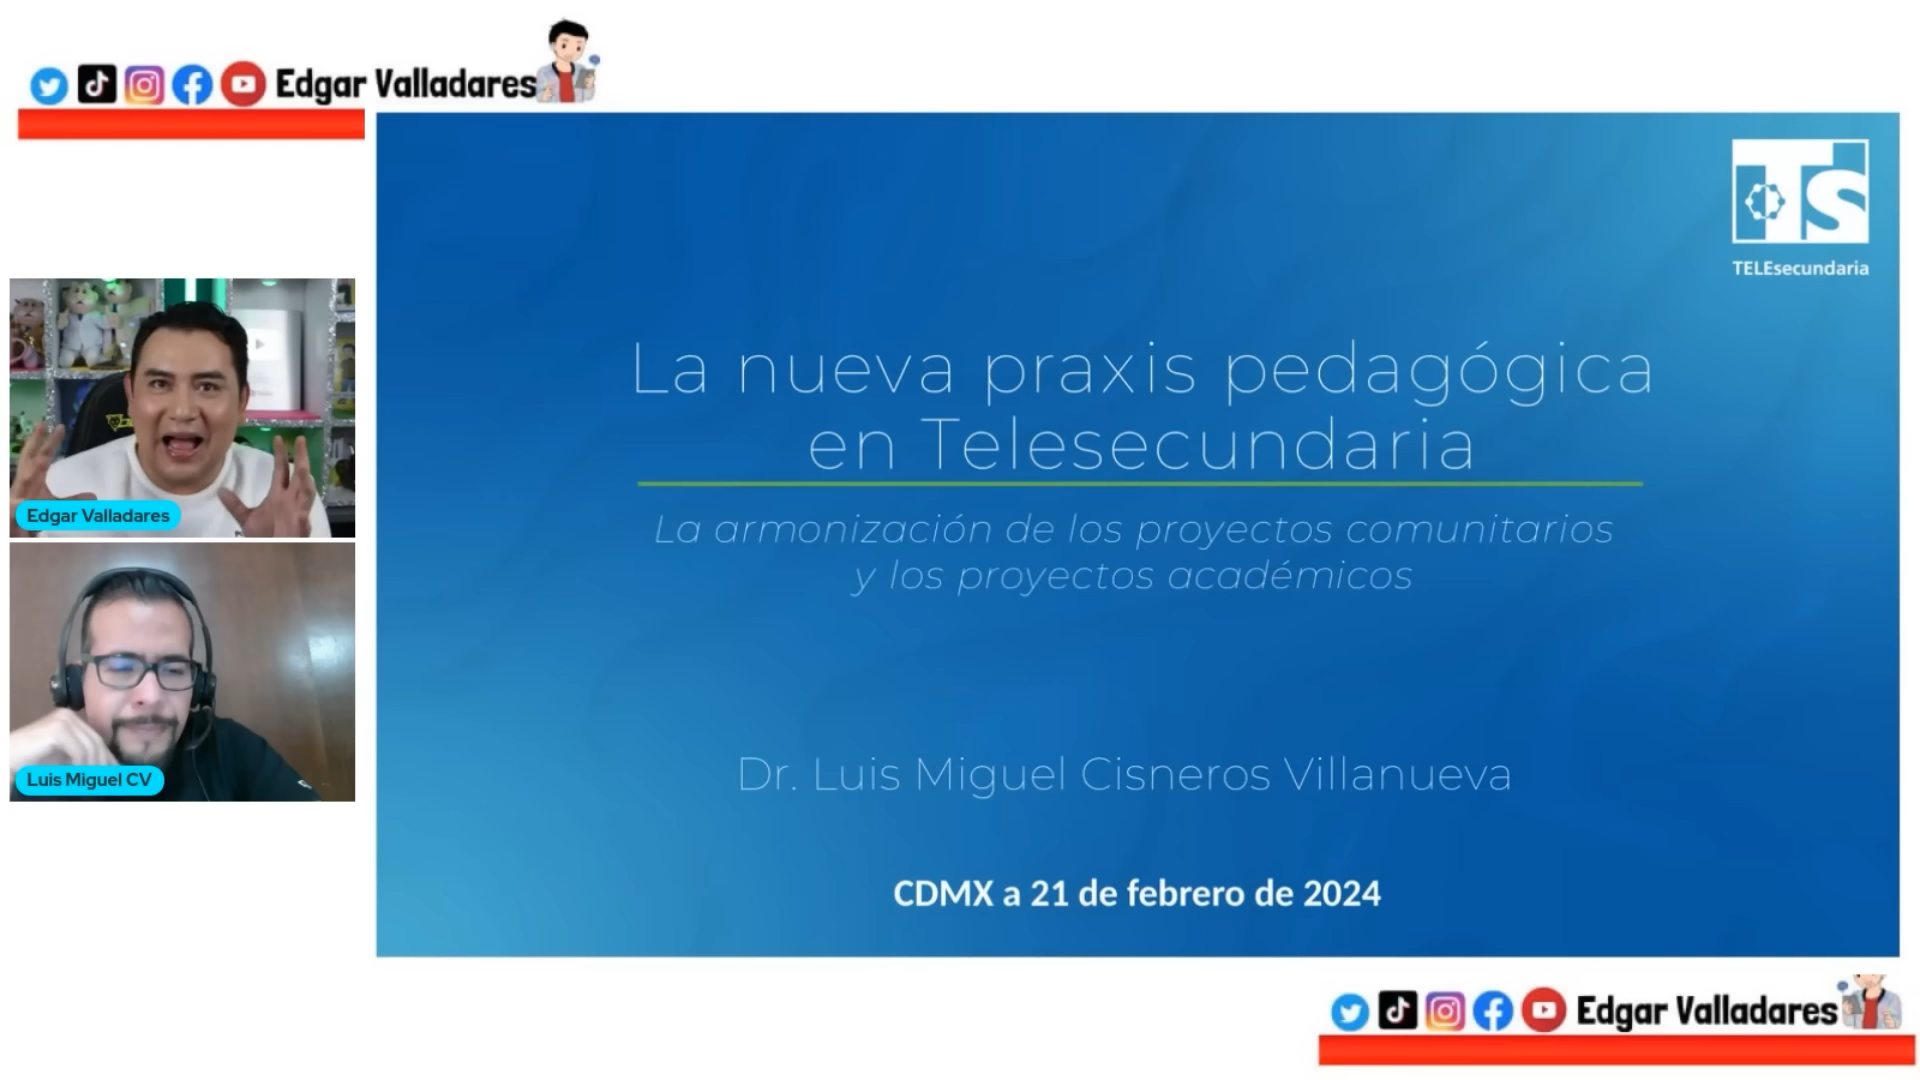 Edgar Valladares
TS
TELEsecundaria
La nueva praxis pedagógica
en Telesecundaria
La armonización de los proyectos comunitarios
y los proyectos académicos
Edgar Valladares
Luis Miguel CV
Dr. Luis Miguel Cisneros Villanueva
CDMX a 21 de febrero de 2024
Edgar Valladares